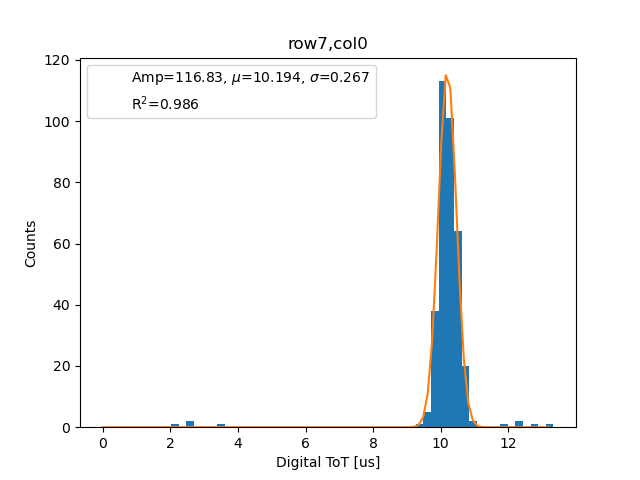 row7,col0
Amp=116.83, μ=10.194, σ=0.267
R²=0.986
120
100
80
60
40
20
0
Counts
0 2 4 6 8 10 12
Digital ToT [us]